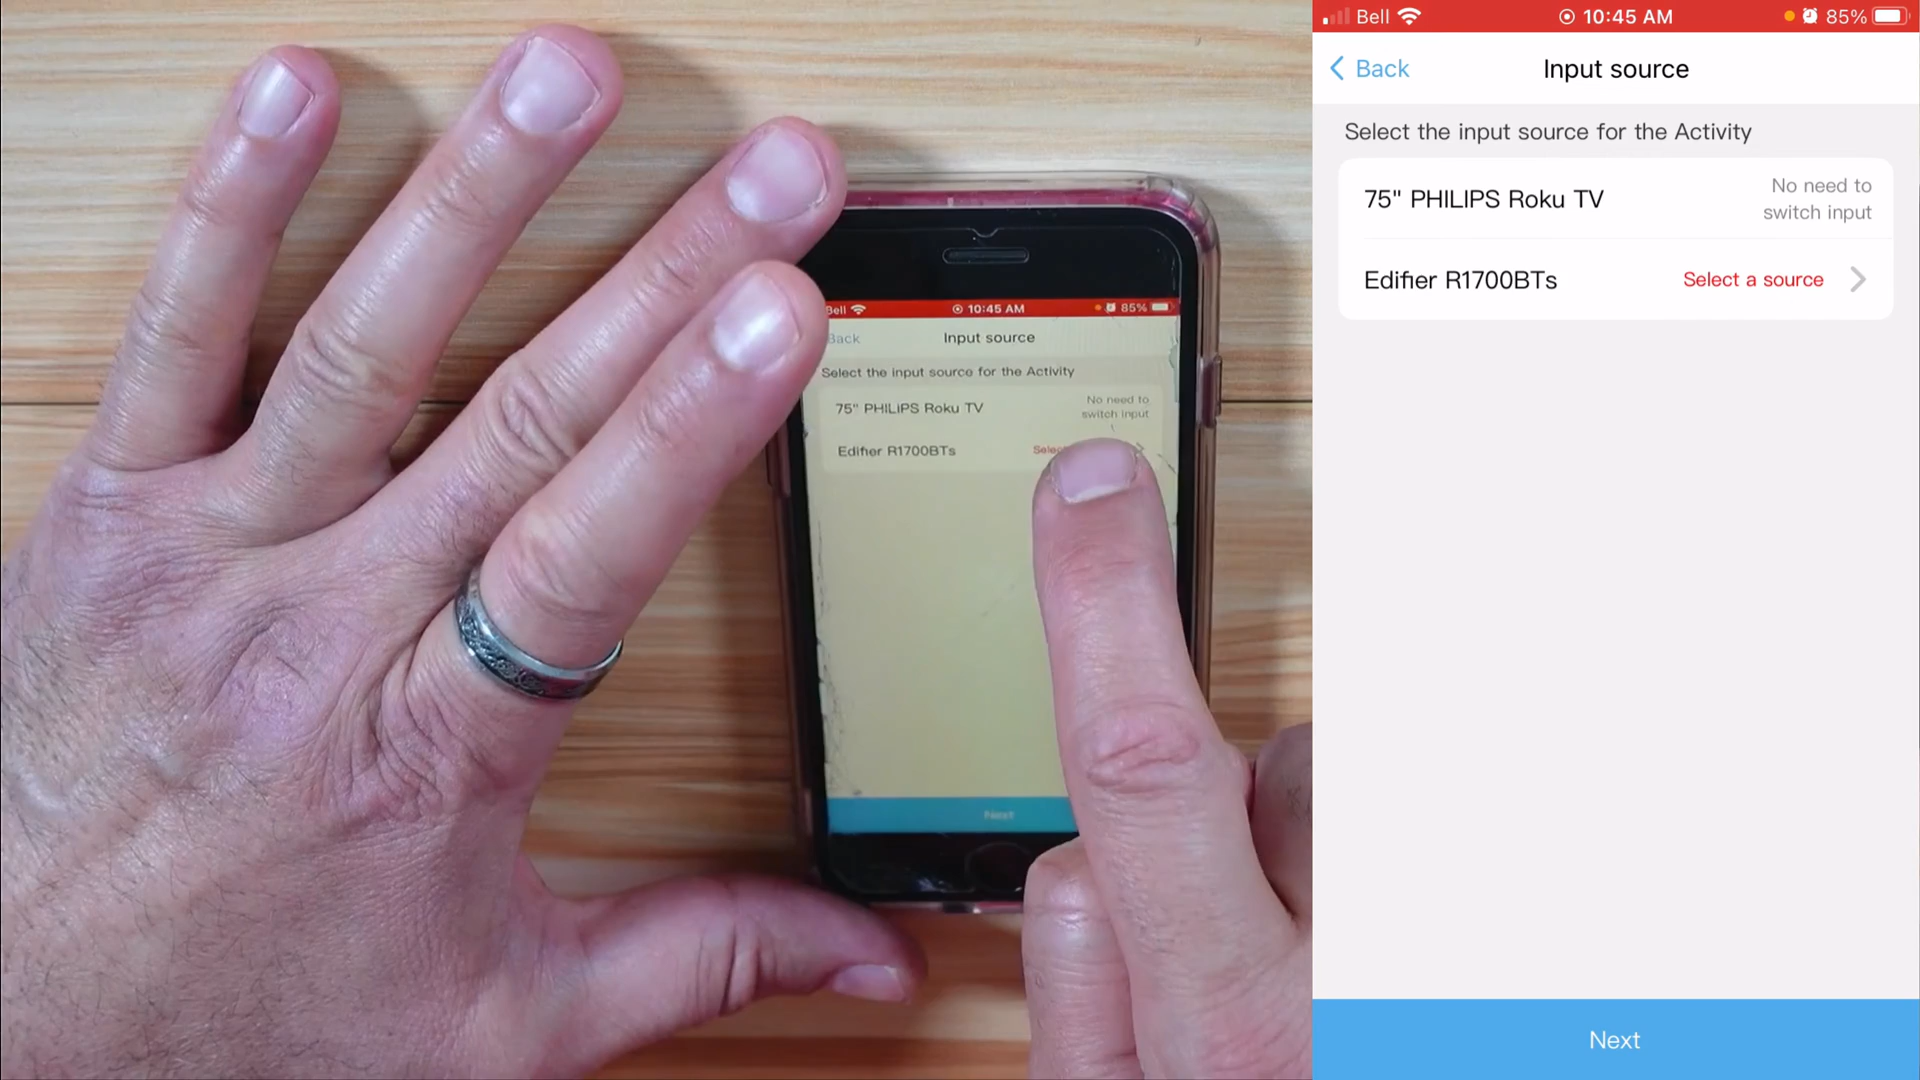 Bell 10:45 AM 85%
Back Input source
Select the input source for the Activity
75" PHILIPS Roku TV No need to
switch input
Edifier R1700BTs Select a source
Next
Bell 10:45 AM 85%
Back Input source
Select the input source for the Activity
75" PHILIPS Roku TV No need to
switch input
Edifier R1700BTs
Next